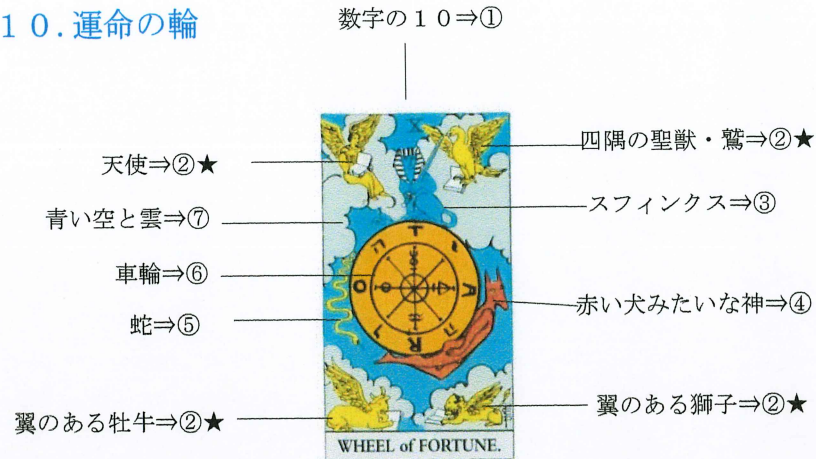 １０.運命の輪
数字の１０⇒①
天使⇒②★
四隅の聖獣・鷲⇒②★
青い空と雲⇒⑦
スフィンクス⇒③
車輪⇒⑥
赤い犬みたいな神⇒④
蛇⇒⑤
翼のある牡牛⇒②★
翼のある獅子⇒②★
X
T
A
R
O
WHEEL of FORTUNE.